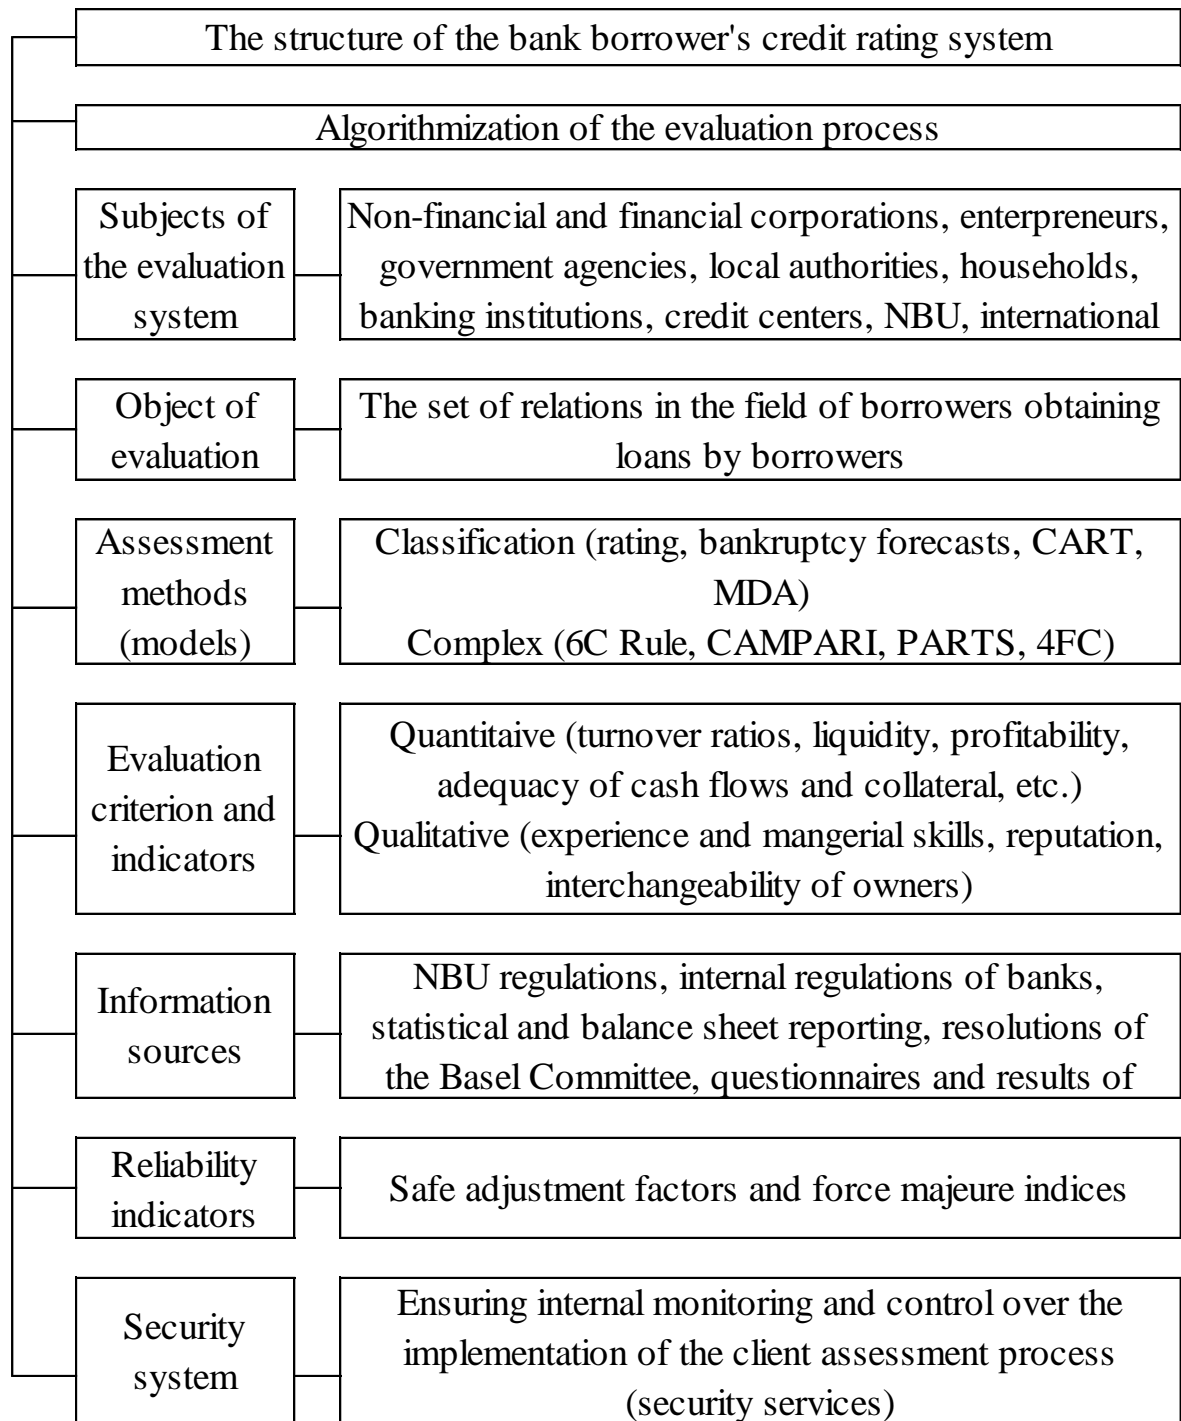 The structure of the bank borrower's credit rating system
Algorithmization of the evaluation process
Subjects of
the evaluation
system
Non-financial and financial corporations, enterpreneurs,
government agencies, local authorities, households,
banking institutions, credit centers, NBU, international
Object of
evaluation
The set of relations in the field of borrowers obtaining
loans by borrowers
Assessment
methods
(models)
Classification (rating, bankruptcy forecasts, CART,
MDA)
Complex (6C Rule, CAMPARI, PARTS, 4FC)
Evaluation
criterion and
indicators
Quantitaive (turnover ratios, liquidity, profitability,
adequacy of cash flows and collateral, etc.)
Qualitative (experience and mangerial skills, reputation,
interchangeability of owners)
Information
sources
NBU regulations, internal regulations of banks,
statistical and balance sheet reporting, resolutions of
the Basel Committee, questionnaires and results of
Reliability
indicators
Safe adjustment factors and force majeure indices
Security
system
Ensuring internal monitoring and control over the
implementation of the client assessment process
(security services)